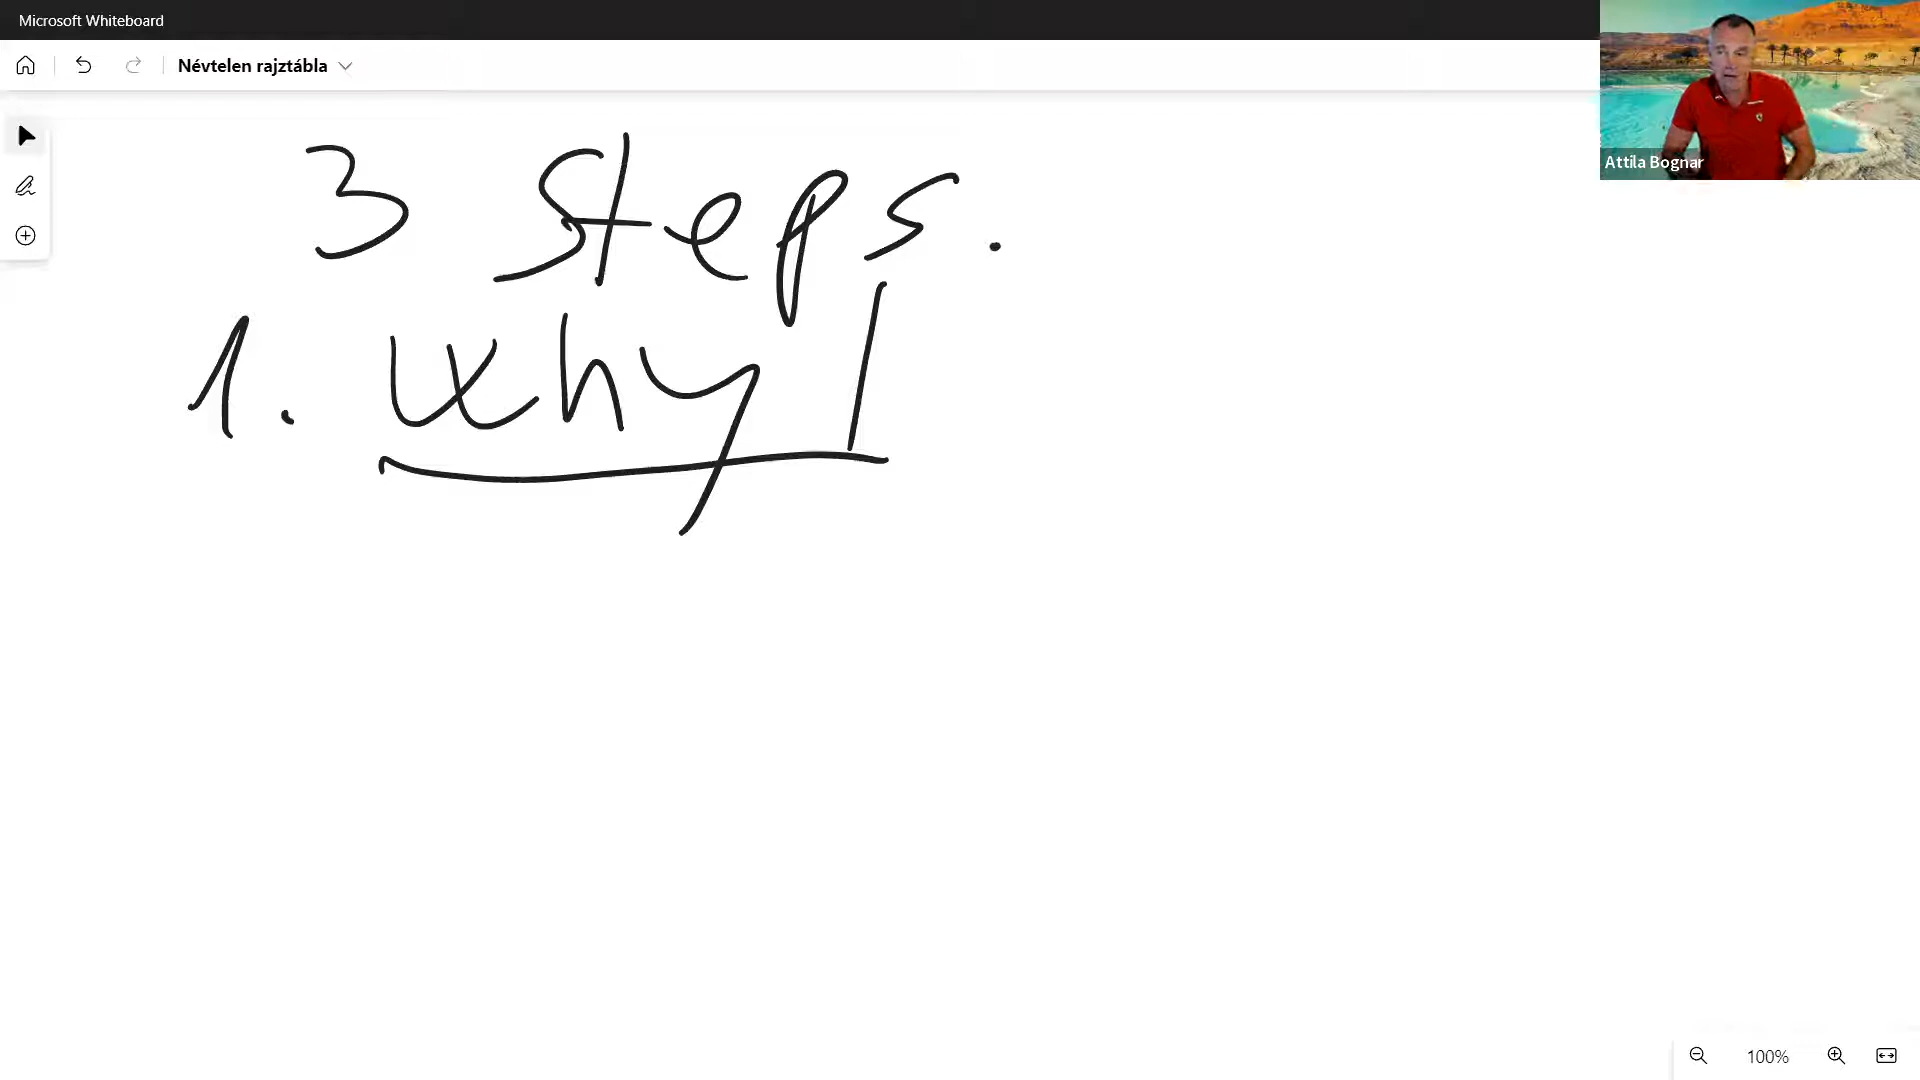 Microsoft Whiteboard
Névtelen rajztábla
Attila Bognar
3 steps.
1. Why!
100%